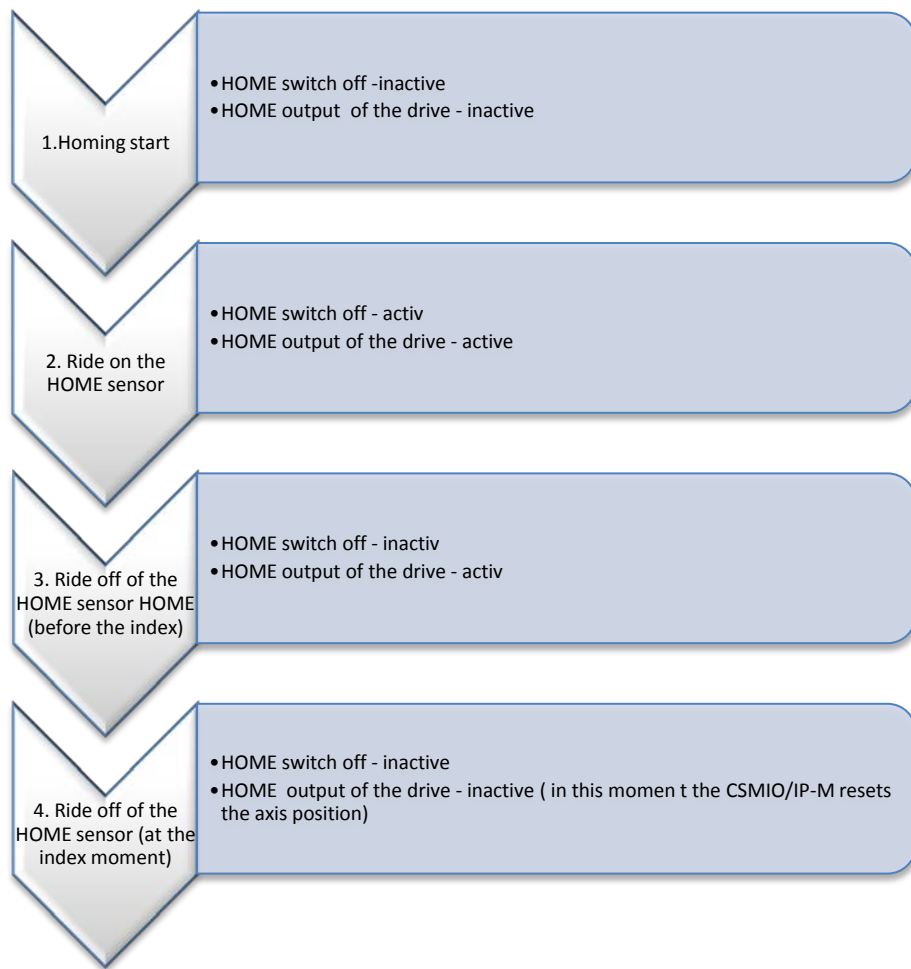 1.Homing start
•HOME switch off -inactive
•HOME output of the drive - inactive
2. Ride on the
HOME sensor
•HOME switch off - activ
•HOME output of the drive - active
3. Ride off of the
HOME sensor HOME
(before the index)
•HOME switch off - inactiv
•HOME output of the drive - activ
4. Ride off of the
HOME sensor (at the
index moment)
•HOME switch off - inactive
•HOME output of the drive - inactive ( in this momen t the CSMIO/IP-M resets
the axis position)